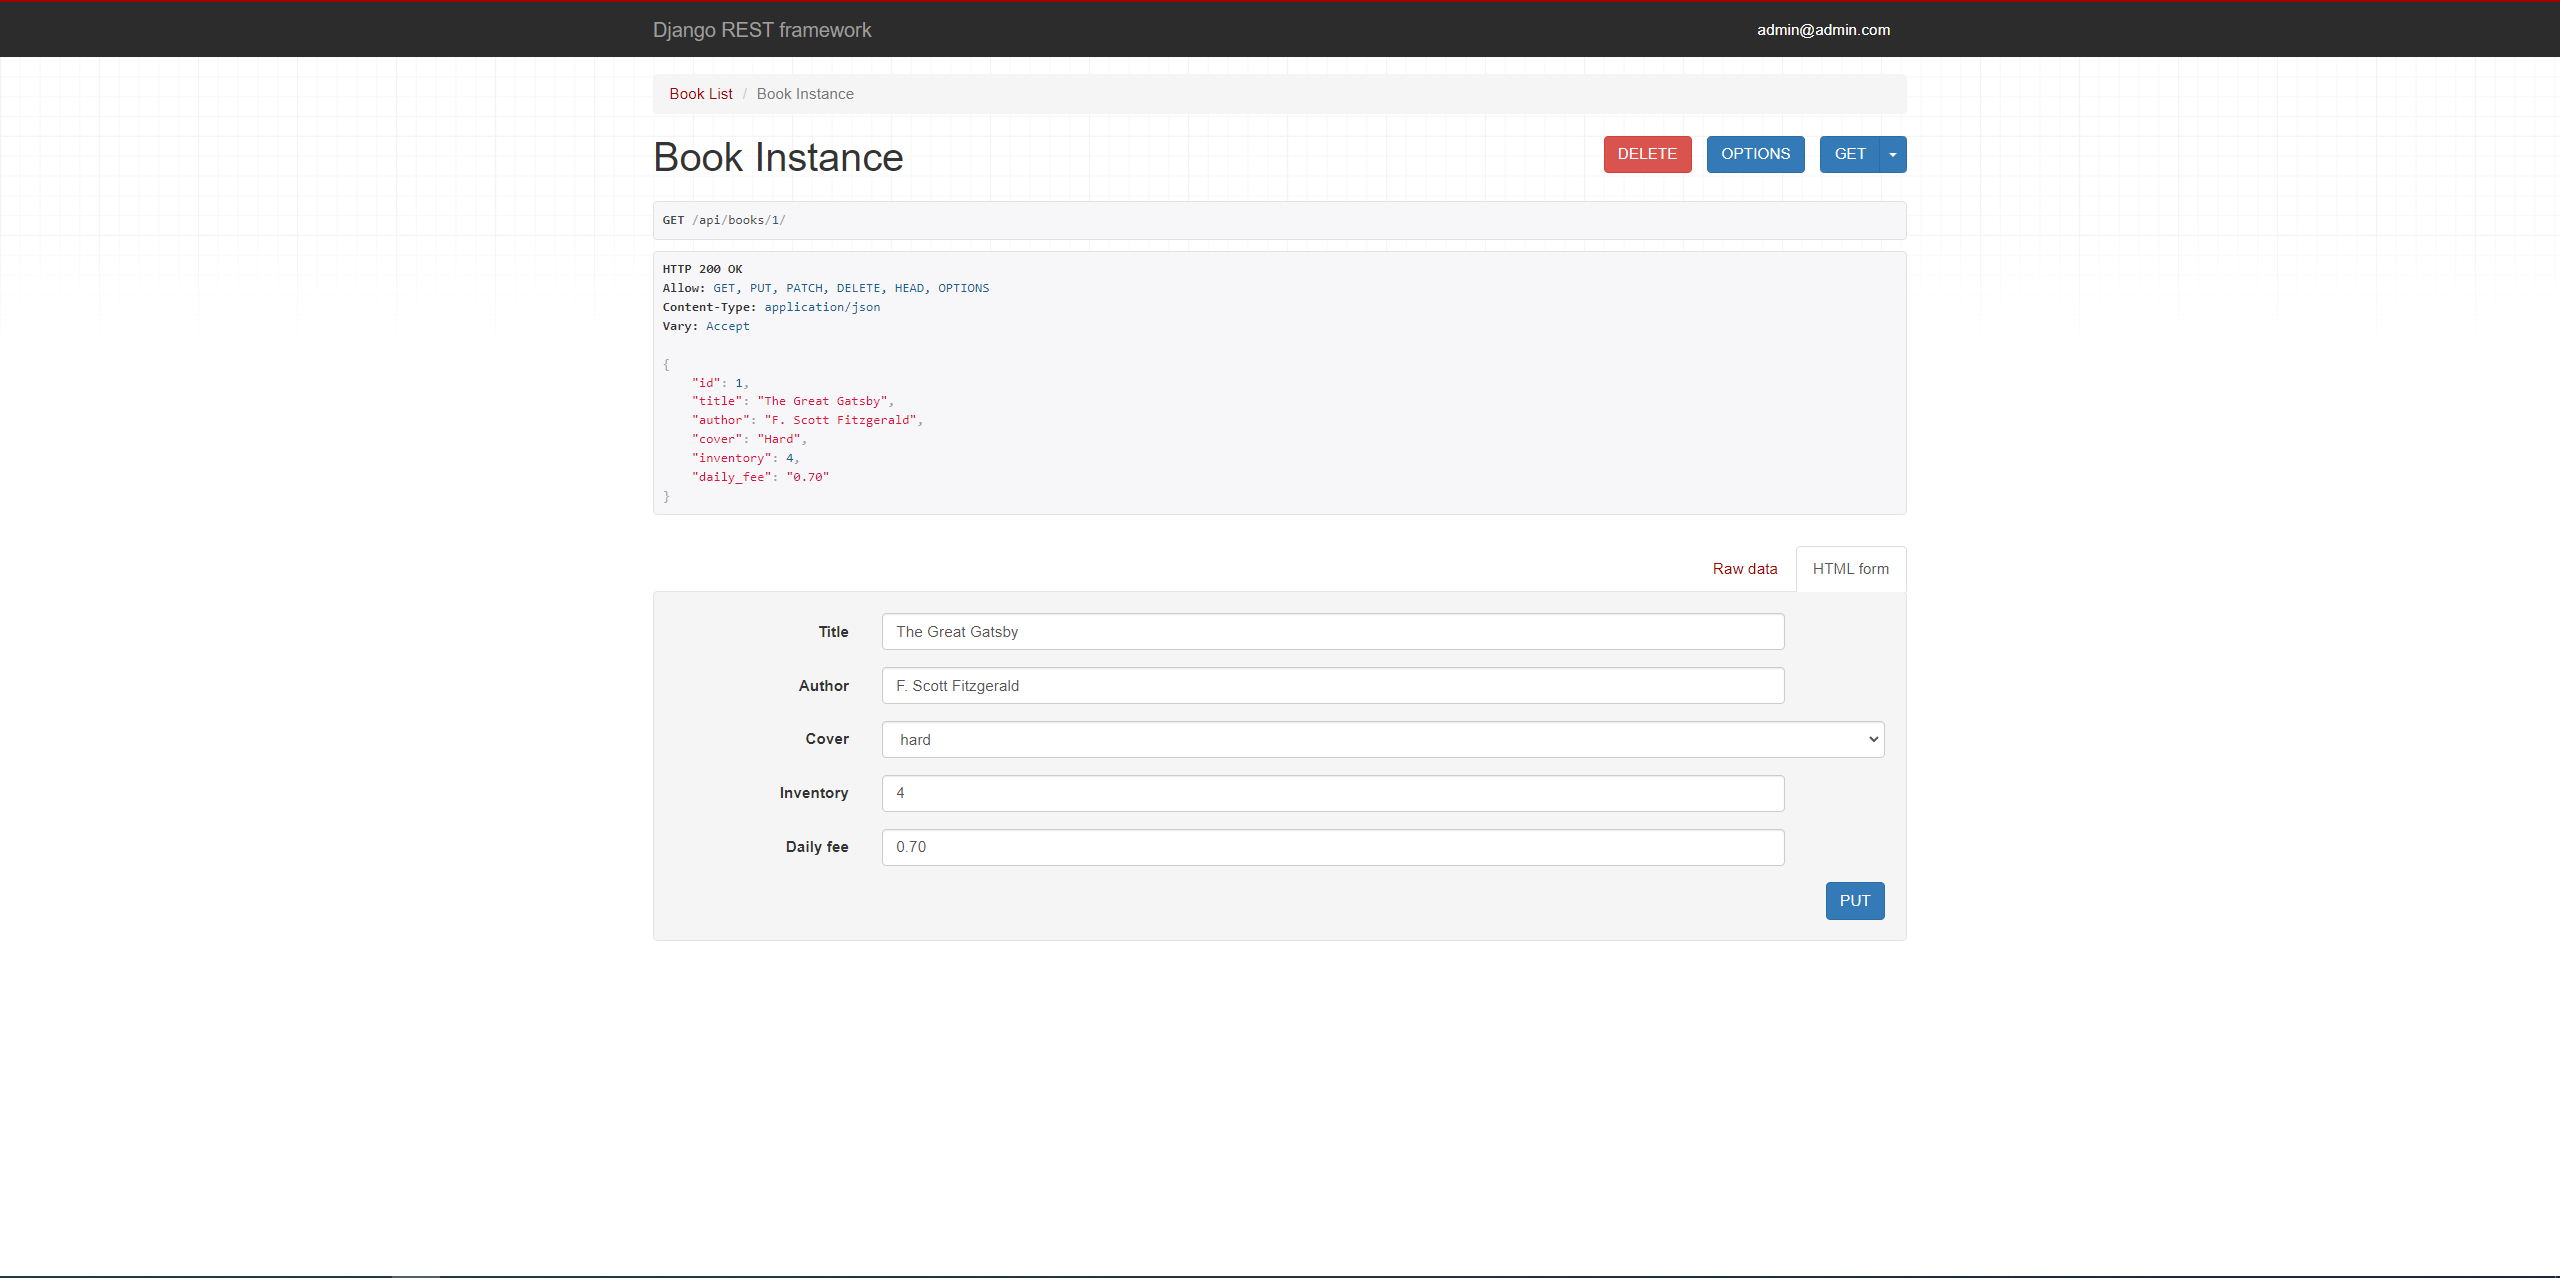 Django REST framework
admin@admin.com
Book List / Book Instance
Book Instance
DELETE
OPTIONS
GET
GET /api/books/1/
HTTP 200 OK
Allow: GET, PUT, PATCH, DELETE, HEAD, OPTIONS
Content-Type: application/json
Vary: Accept
{
    "id": 1,
    "title": "The Great Gatsby",
    "author": "F. Scott Fitzgerald",
    "cover": "Hard",
    "inventory": 4,
    "daily_fee": "0.70"
}
Raw data
HTML form
Title
The Great Gatsby
Author
F. Scott Fitzgerald
Cover
hard
Inventory
4
Daily fee
0.70
PUT